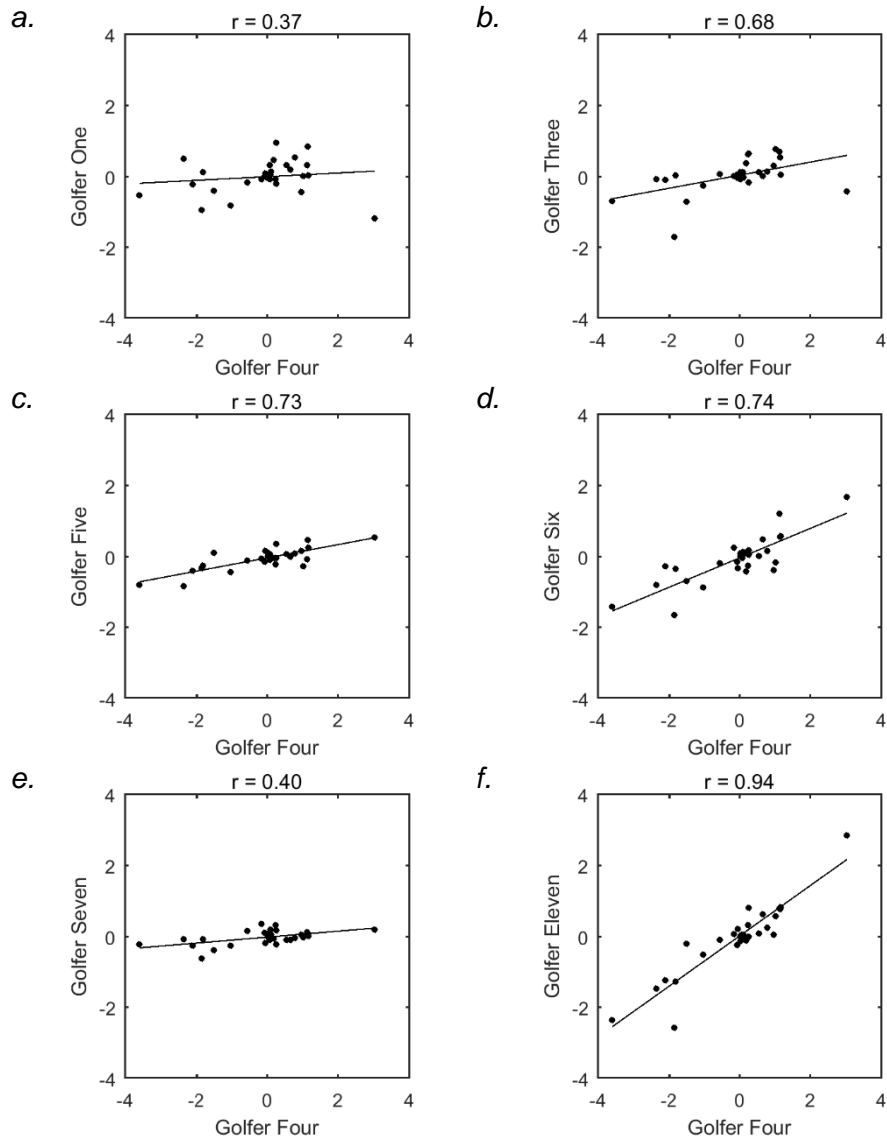 a.
r = 0.37
4
2
0
-2
-4
Golfer One
-4 -2 0 2 4
Golfer Four
b.
r = 0.68
4
2
0
-2
-4
Golfer Three
-4 -2 0 2 4
Golfer Four
c.
r = 0.73
4
2
0
-2
-4
Golfer Five
-4 -2 0 2 4
Golfer Four
d.
r = 0.74
4
2
0
-2
-4
Golfer Six
-4 -2 0 2 4
Golfer Four
e.
r = 0.40
4
2
0
-2
-4
Golfer Seven
-4 -2 0 2 4
Golfer Four
f.
r = 0.94
4
2
0
-2
-4
Golfer Eleven
-4 -2 0 2 4
Golfer Four